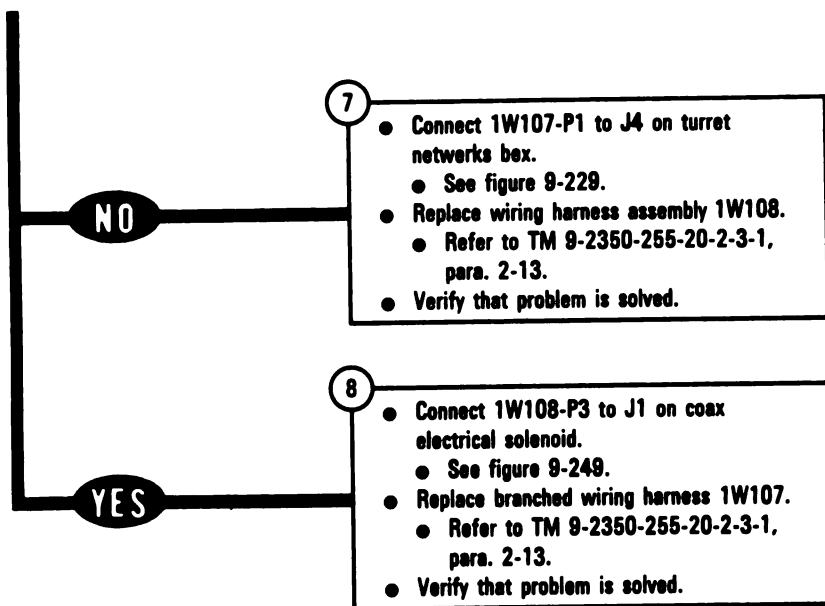 NO
7
● Connect 1W107-P1 to J4 on turret
networks box.
● See figure 9-229.
● Replace wiring harness assembly 1W108.
● Refer to TM 9-2350-255-20-2-3-1,
para. 2-13.
● Verify that problem is solved.
YES
8
● Connect 1W108-P3 to J1 on coax
electrical solenoid.
● See figure 9-249.
● Replace branched wiring harness 1W107.
● Refer to TM 9-2350-255-20-2-3-1,
para. 2-13.
● Verify that problem is solved.